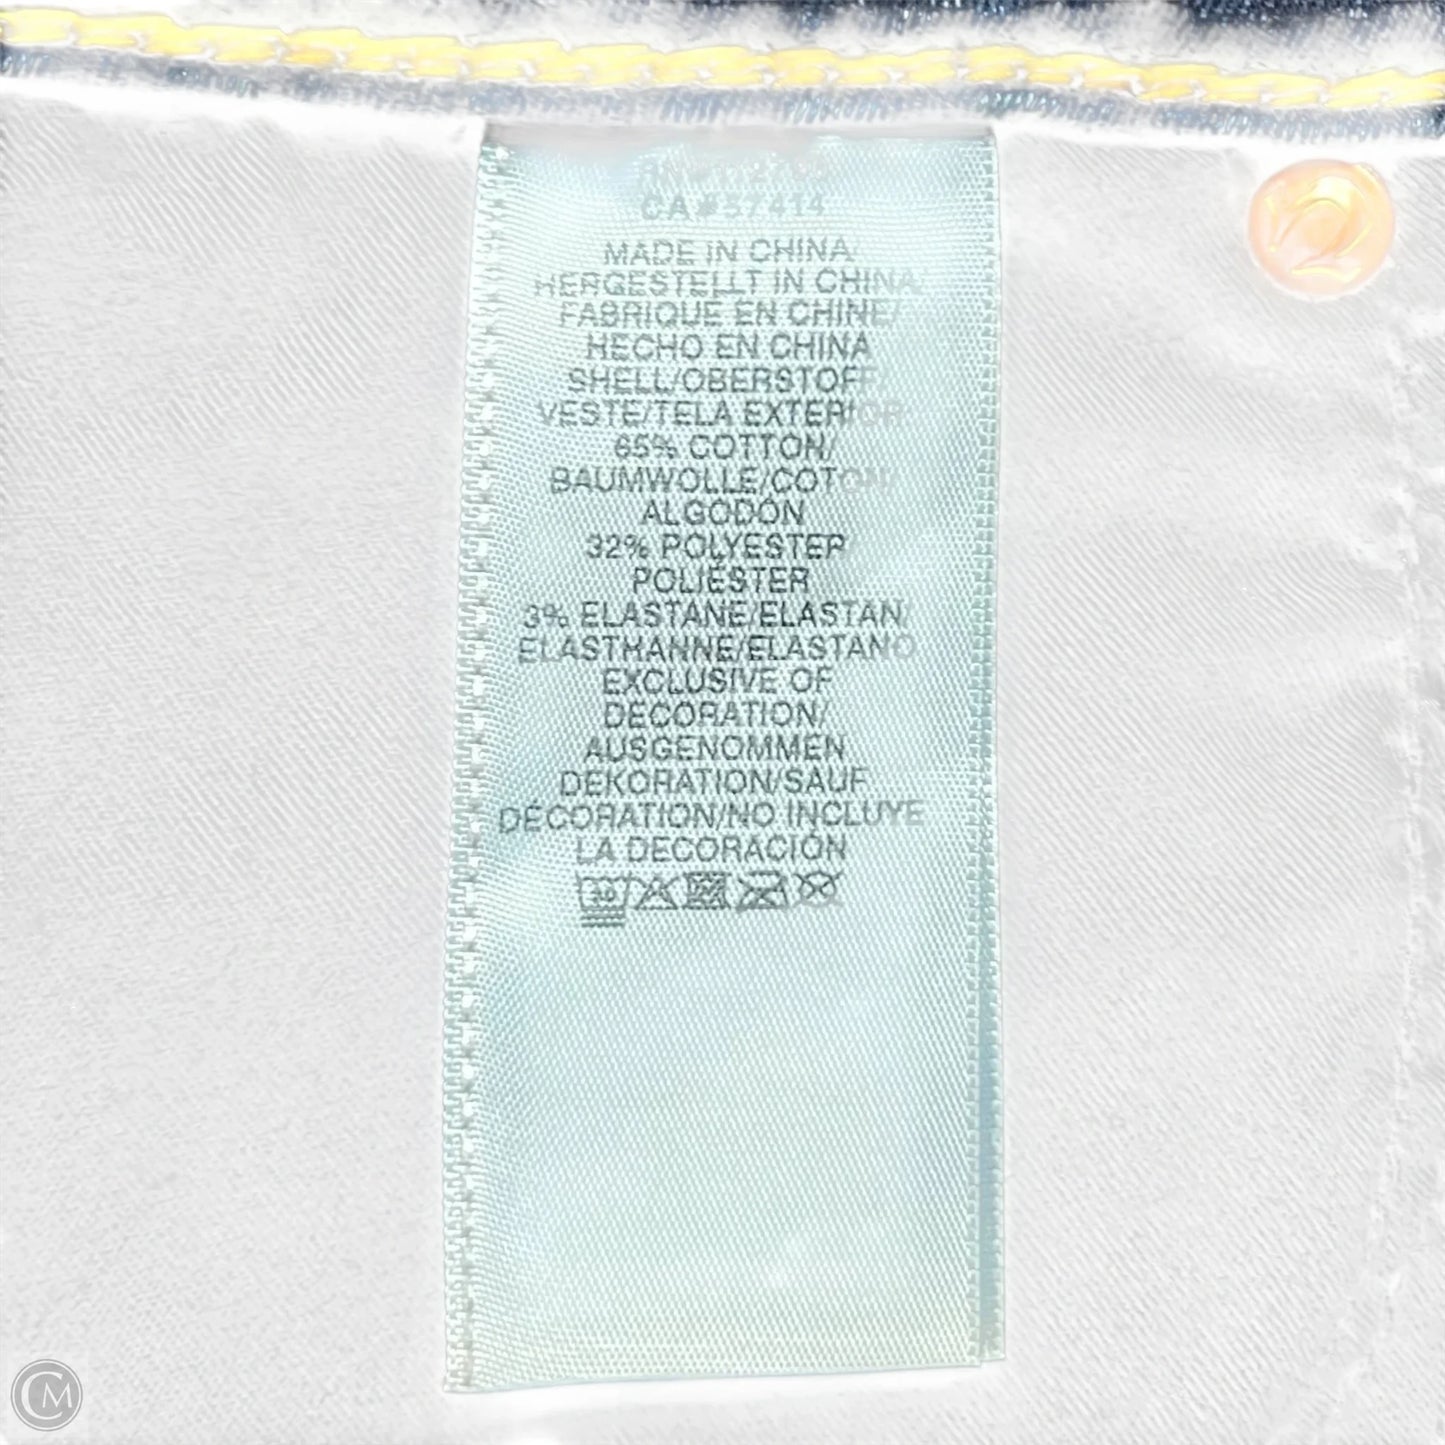 CA#57414
MADE IN CHINA/
HERGESTELLT IN CHINA/
FABRIQUE EN CHINE/
HECHO EN CHINA
SHELL/OBERSTOFF/
VESTE/TELA EXTERIOR
65% COTTON/
BAUMWOLLE/COTON/
ALGODÓN
32% POLYESTER
POLIÉSTER
3% ELASTANE/ELASTAN/
ELASTHANNE/ELASTANO
EXCLUSIVE OF
DECORATION/
AUSGENOMMEN
DEKORATION/SAUF
DÉCORATION/NO INCLUYE
LA DECORACIÓN
30
CM